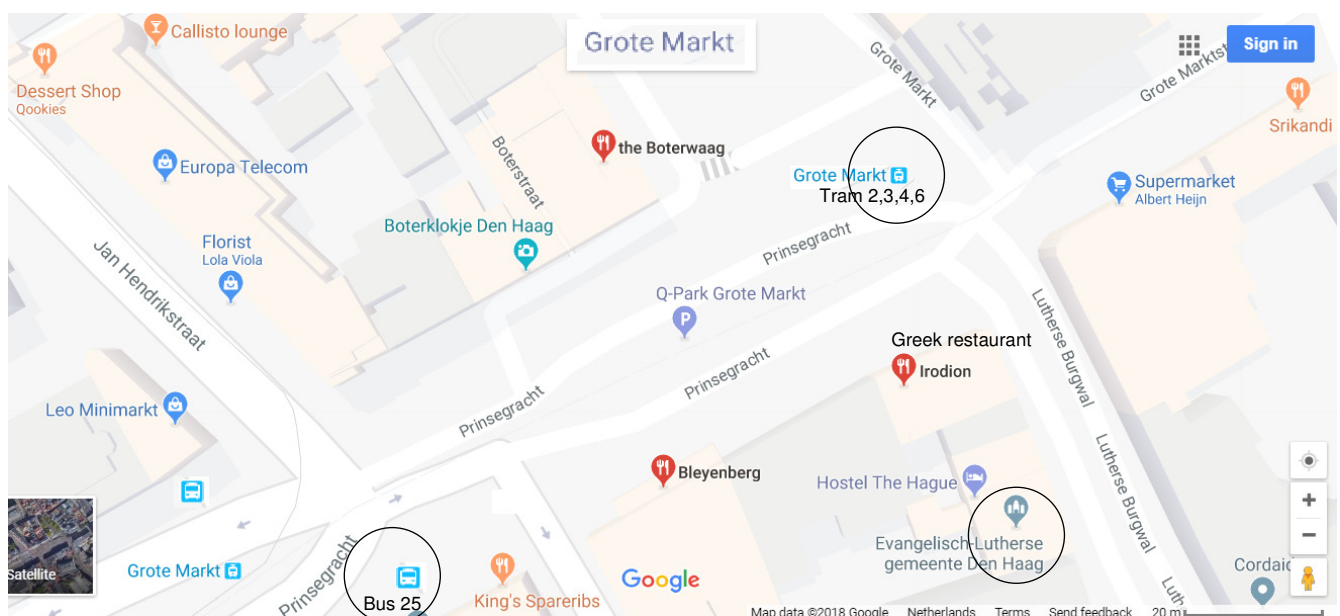 Callisto lounge
Grote Markt
Sign in
Grote Markt
Grote Marktst
Dessert Shop
Qookies
Srikandi
the Boterwaag
Boterstraat
Europa Telecom
Grote Markt
Tram 2,3,4,6
Supermarket
Albert Heijn
Boterklokje Den Haag
Prinsegracht
Florist
Lola Viola
Jan Hendrikstraat
Q-Park Grote Markt
Lutherse Burgwal
Greek restaurant
Irodion
Prinsegracht
Leo Minimarkt
Prinsegracht
Lutherse Burgwal
Bleyenberg
Hostel The Hague
Evangelisch-Lutherse
gemeente Den Haag
Satellite
Grote Markt
Prinsegracht
Bus 25
King's Spareribs
Google
Cordaid
Luth
Map data ©2018 Google Netherlands Terms Send feedback 20 m